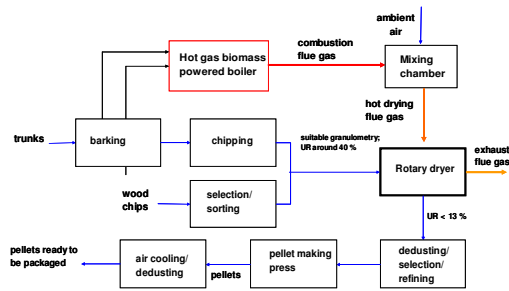 ambient
air
combustion
flue gas
Hot gas biomass
powered boiler
Mixing
chamber
hot drying
flue gas
trunks
barking
chipping
suitable granulometry;
UR around 40 %
exhaust
flue gas
Rotary dryer
wood
chips
selection/
sorting
UR < 13 %
pellets ready to
be packaged
air cooling/
dedusting
pellets
pellet making
press
dedusting/
selection/
refining